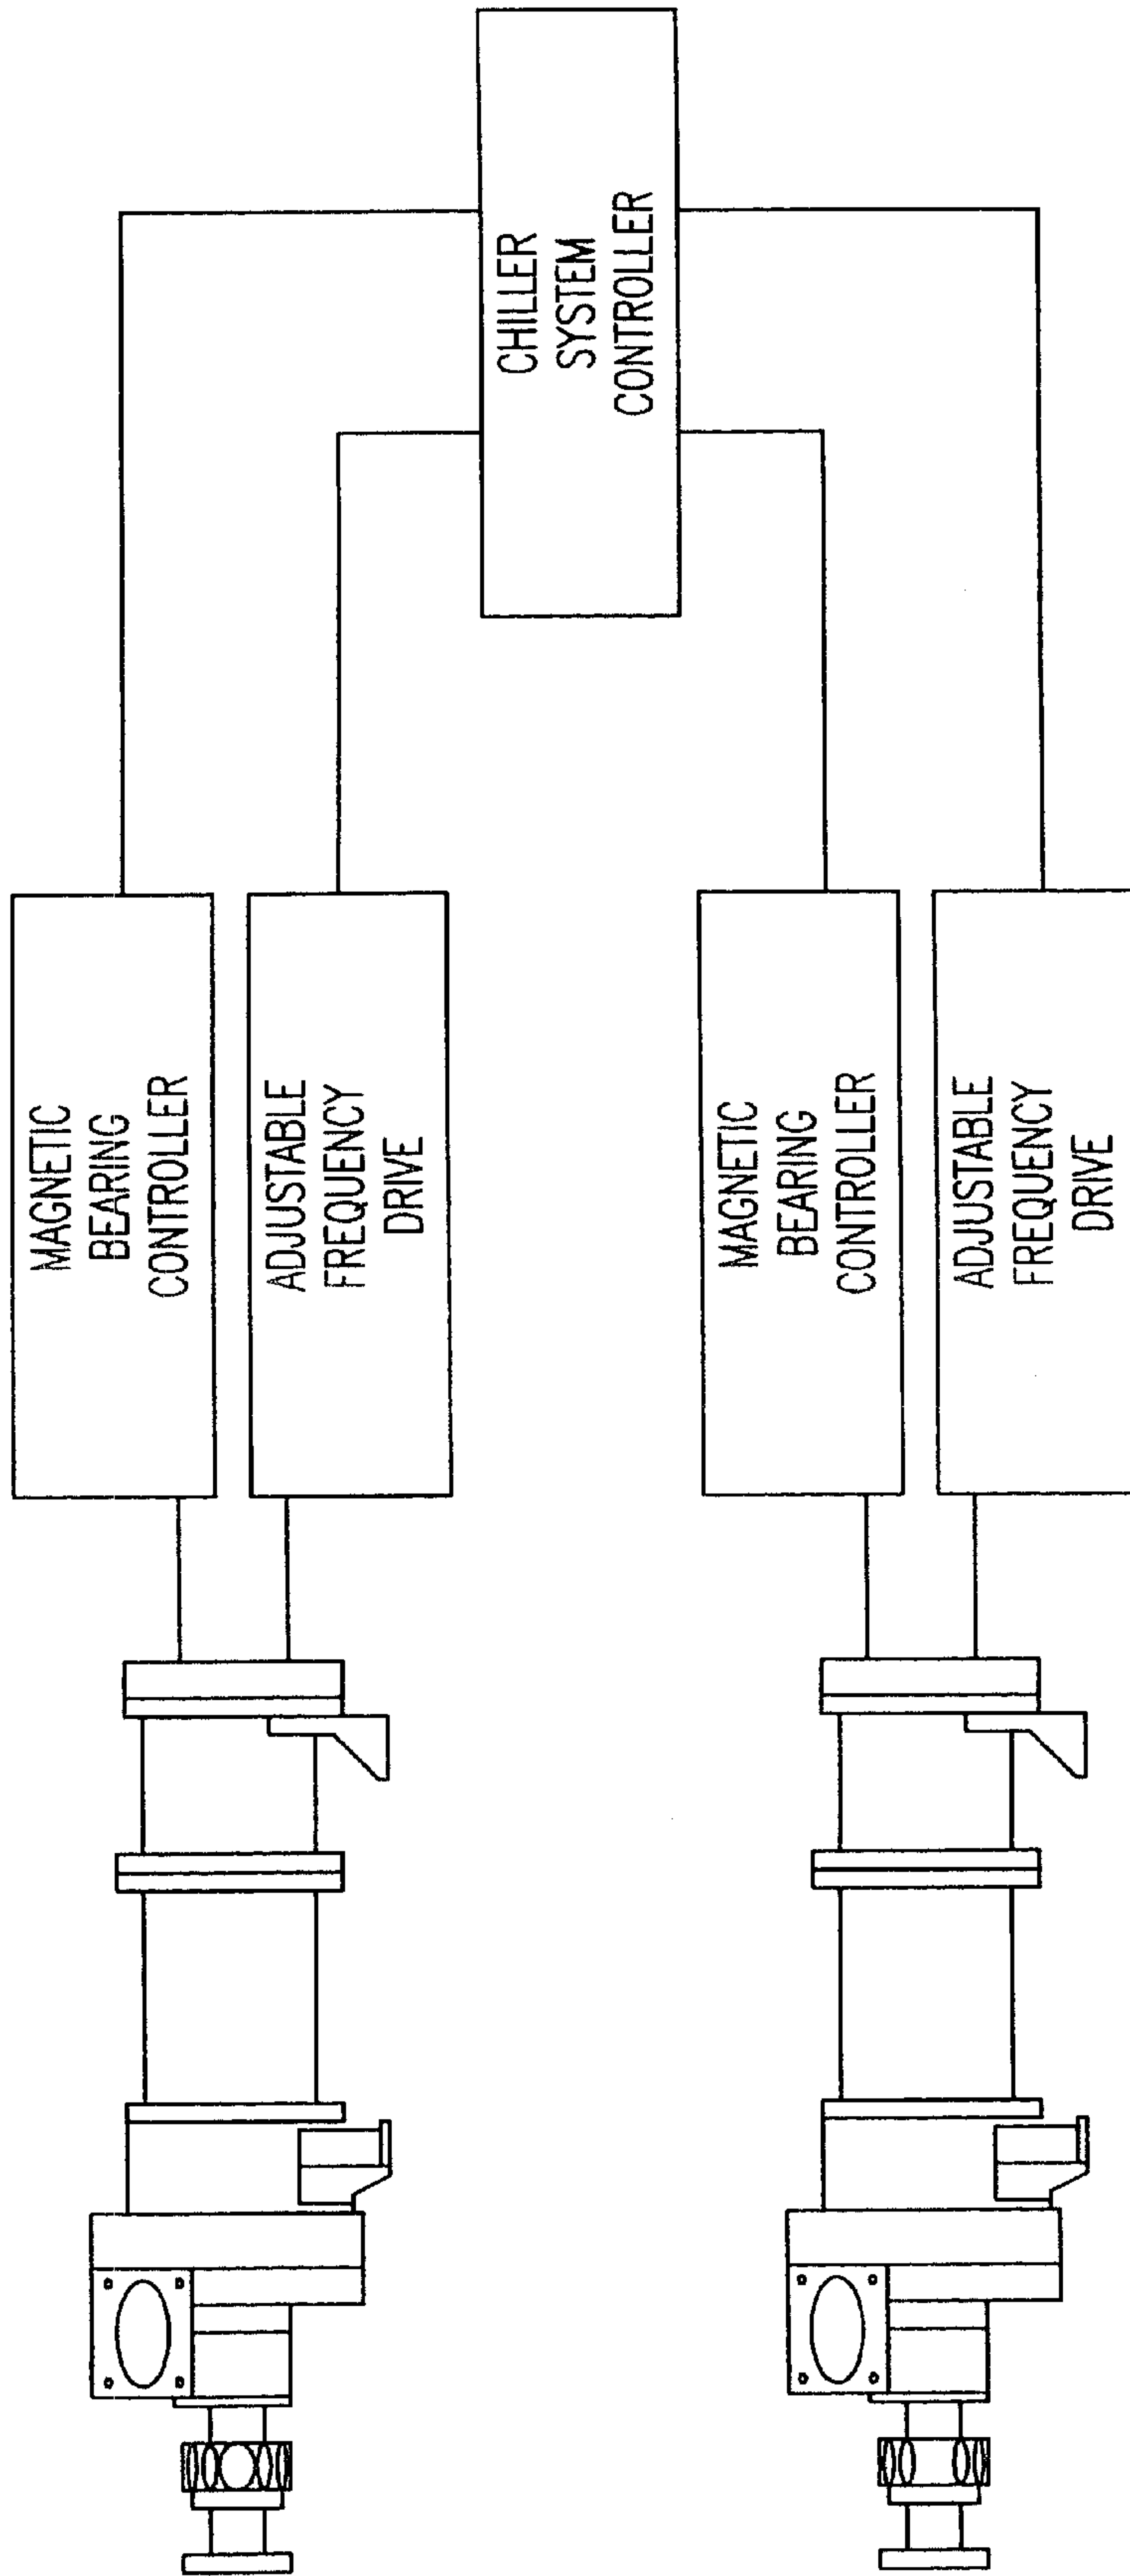 CHILLER
SYSTEM
CONTROLLER
MAGNETIC
BEARING
CONTROLLER
ADJUSTABLE
FREQUENCY
DRIVE
MAGNETIC
BEARING
CONTROLLER
ADJUSTABLE
FREQUENCY
DRIVE